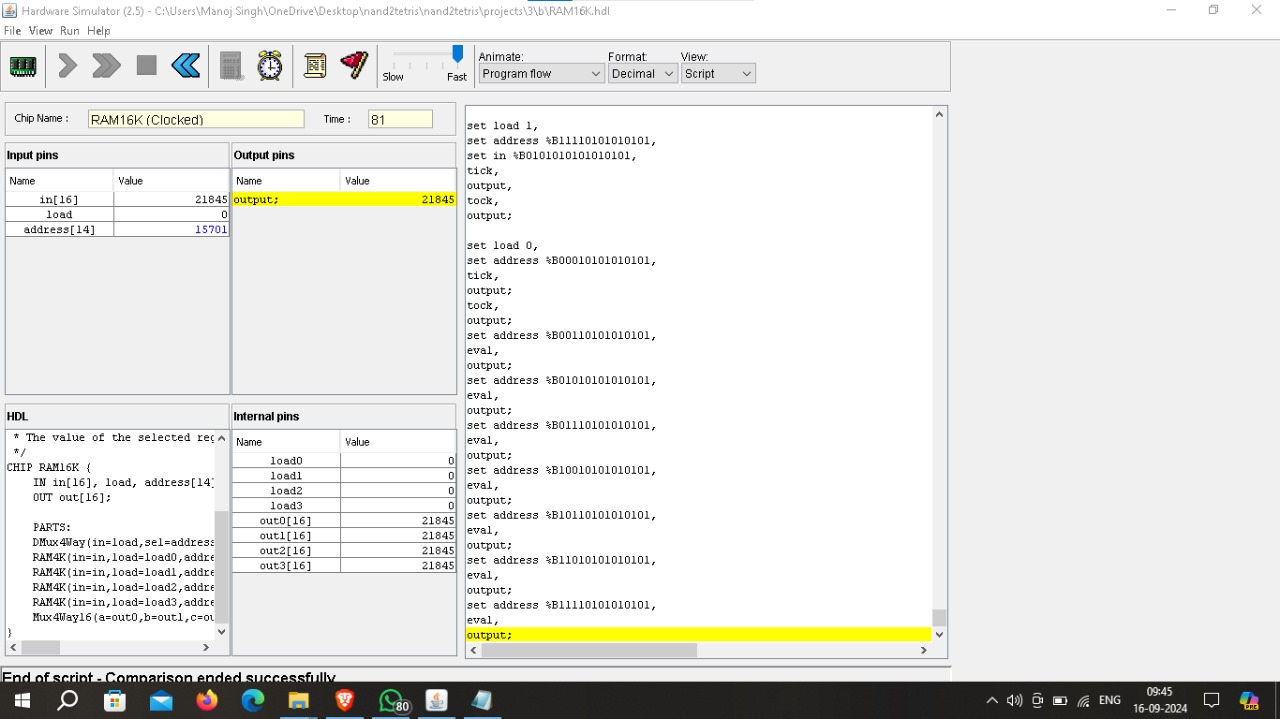 Hardware Simulator (2.5) - C:\Users\Manoj Singh\OneDrive\Desktop\nand2tetris\nand2tetris\projects\3\b\RAM16K.hdl
File View Run Help
Animate:
Format:
View:
Slow
Fast
Program flow
Decimal
Script
Chip Name :
RAM16K (Clocked)
Time :
81
Input pins
Name Value
in[16] 21845
load 0
address[14] 15701
Output pins
Name Value
output; 21845
HDL
* The value of the selected reg
*/
CHIP RAM16K {
IN in[16], load, address[14]
OUT out[16];
PARTS:
DMux4Way(in=load,sel=address
RAM4K(in=in,load=load0,addre
RAM4K(in=in,load=load1,addre
RAM4K(in=in,load=load2,addre
RAM4K(in=in,load=load3,addre
Mux4Way16(a=out0,b=out1,c=ou
}
Internal pins
Name Value
load0 0
load1 0
load2 0
load3 0
out0[16] 21845
out1[16] 21845
out2[16] 21845
out3[16] 21845
set load 1,
set address %B11110101010101,
set in %B0101010101010101,
tick,
output,
tock,
output;
set load 0,
set address %B00010101010101,
tick,
output;
tock,
output;
set address %B00110101010101,
eval,
output;
set address %B01010101010101,
eval,
output;
set address %B01110101010101,
eval,
output;
set address %B10010101010101,
eval,
output;
set address %B10110101010101,
eval,
output;
set address %B11010101010101,
eval,
output;
set address %B11110101010101,
eval,
output;
End of script - Comparison ended successfully
80
ENG
09:45
16-09-2024
PRE